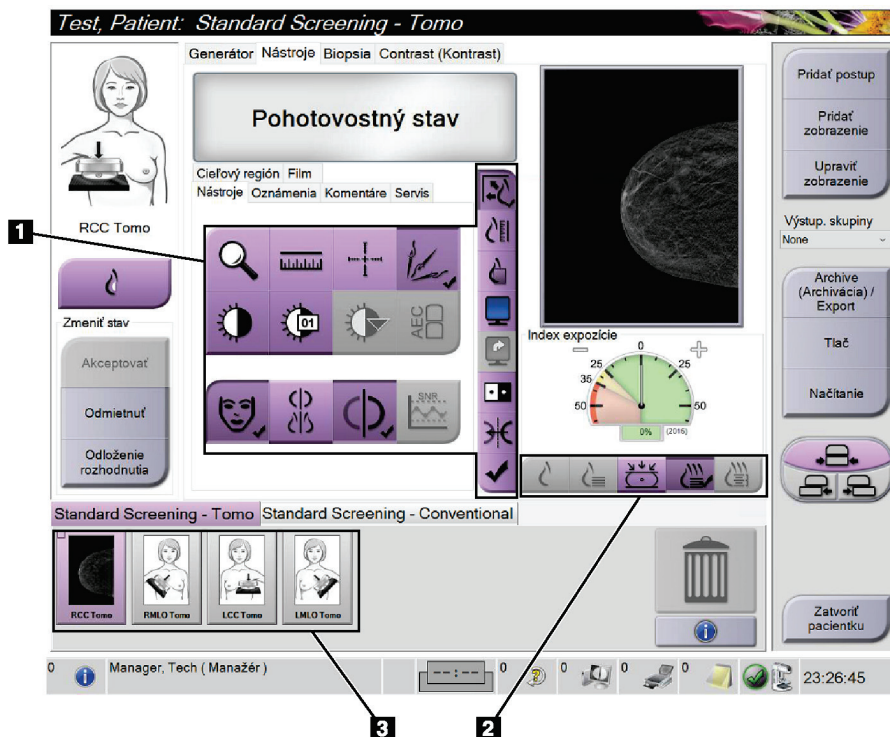 Test, Patient: Standard Screening - Tomo
Generátor Nástroje Biopsia Contrast (Kontrast)
Pohotovostný stav
Cieľový región Film
Nástroje Oznámenia Komentáre Servis
RCC Tomo
Zmeniť stav
Akceptovať
Odmietnuť
Odloženie
rozhodnutia
1
01
AEC
SNR
Index expozície
0
25
25
35
50
50
0%
(2016)
Pridať postup
Pridať
zobrazenie
Upraviť
zobrazenie
Výstup. skupiny
None
Archive
(Archivácia) /
Export
Tlač
Načítanie
Standard Screening - Tomo Standard Screening - Conventional
RCC Tomo
RMLO Tomo
LCC Tomo
LMLO Tomo
Zatvoriť
pacientku
0
Manager, Tech ( Manažér )
--:--
0
0
0
0
23:26:45
3
2